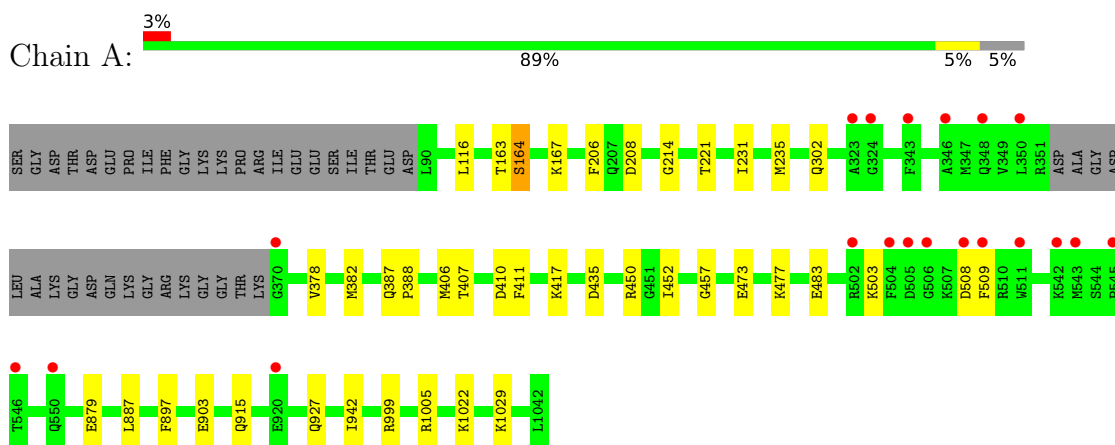 3%
Chain A:
89% 5% 5%
SER GLY ASP THR ASP GLU PRO ILE PHE GLY LYS LYS PRO ARG ILE GLU GLU SER ILE THR GLU ASP L90 L116 T163 S164 K167 F206 Q207 D208 G214 T221 I231 M235 Q302 A323 G324 F343 A346 M347 Q348 V349 L350 R351 ASP ALA GLY ASP
LEU ALA LYS GLY ASP GLN LYS GLY ARG LYS GLY GLY THR LYS G370 V378 M382 Q387 P388 M406 T407 D410 F411 K417 D435 R450 G451 I452 G457 E473 K477 E483 R502 K503 F504 D505 G506 K507 D508 F509 R510 W511 K542 M543 S544
T546 Q550 E879 L887 F897 E903 Q915 E920 Q927 I942 R999 R1005 K1022 K1029 L1042